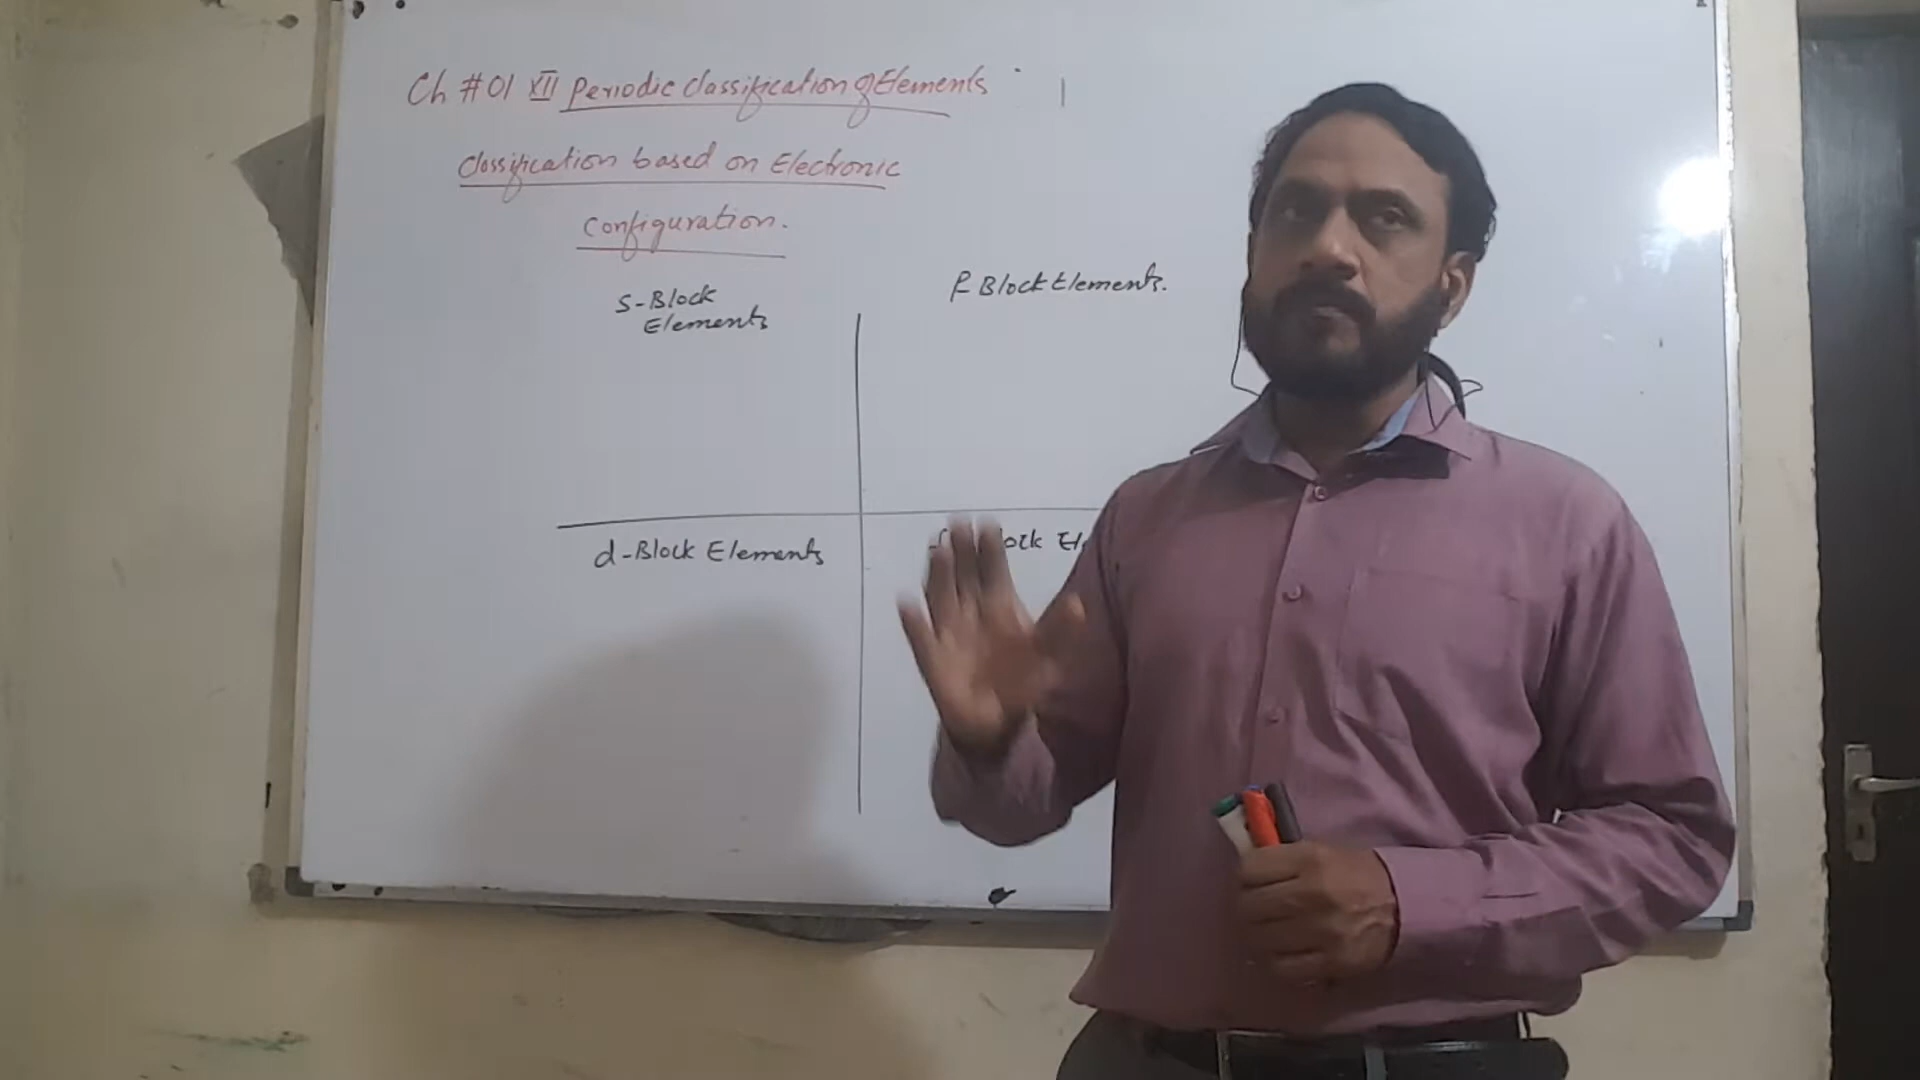 Ch #01 XII Periodic Classification of Elements
Classification based on Electronic
Configuration.
S-Block
Elements
P Block Elements.
d-Block Elements